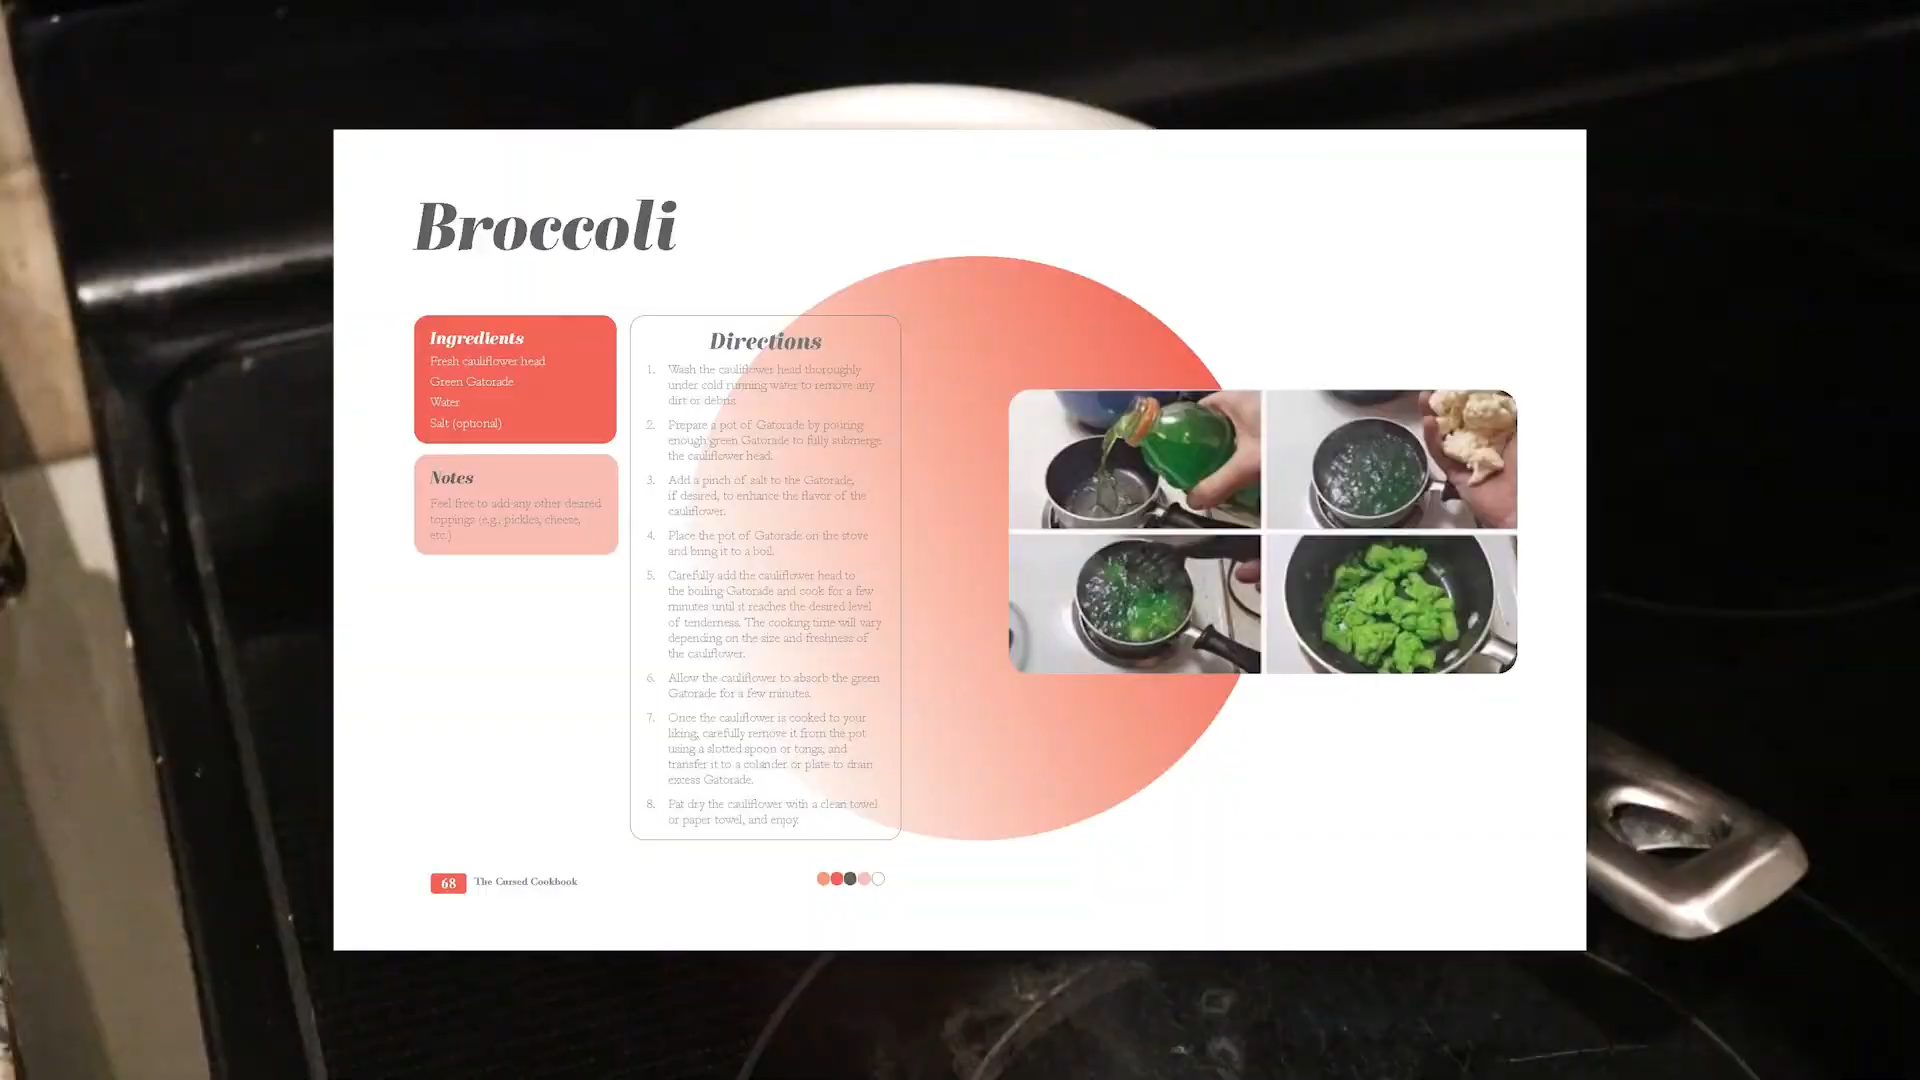 Broccoli
Ingredients
Fresh cauliflower head
Green Gatorade
Water
Salt (optional)
Notes
Feel free to add any other desired
toppings (e.g., pickles, cheese,
etc.)
Directions
1. Wash the cauliflower head thoroughly
under cold running water to remove any
dirt or debris.
2. Prepare a pot of Gatorade by pouring
enough green Gatorade to fully submerge
the cauliflower head.
3. Add a pinch of salt to the Gatorade,
if desired, to enhance the flavor of the
cauliflower.
4. Place the pot of Gatorade on the stove
and bring it to a boil.
5. Carefully add the cauliflower head to
the boiling Gatorade and cook for a few
minutes until it reaches the desired level
of tenderness. The cooking time will vary
depending on the size and freshness of
the cauliflower.
6. Allow the cauliflower to absorb the green
Gatorade for a few minutes.
7. Once the cauliflower is cooked to your
liking, carefully remove it from the pot
using a slotted spoon or tongs, and
transfer it to a colander or plate to drain
excess Gatorade.
8. Pat dry the cauliflower with a clean towel
or paper towel, and enjoy.
68 The Cursed Cookbook